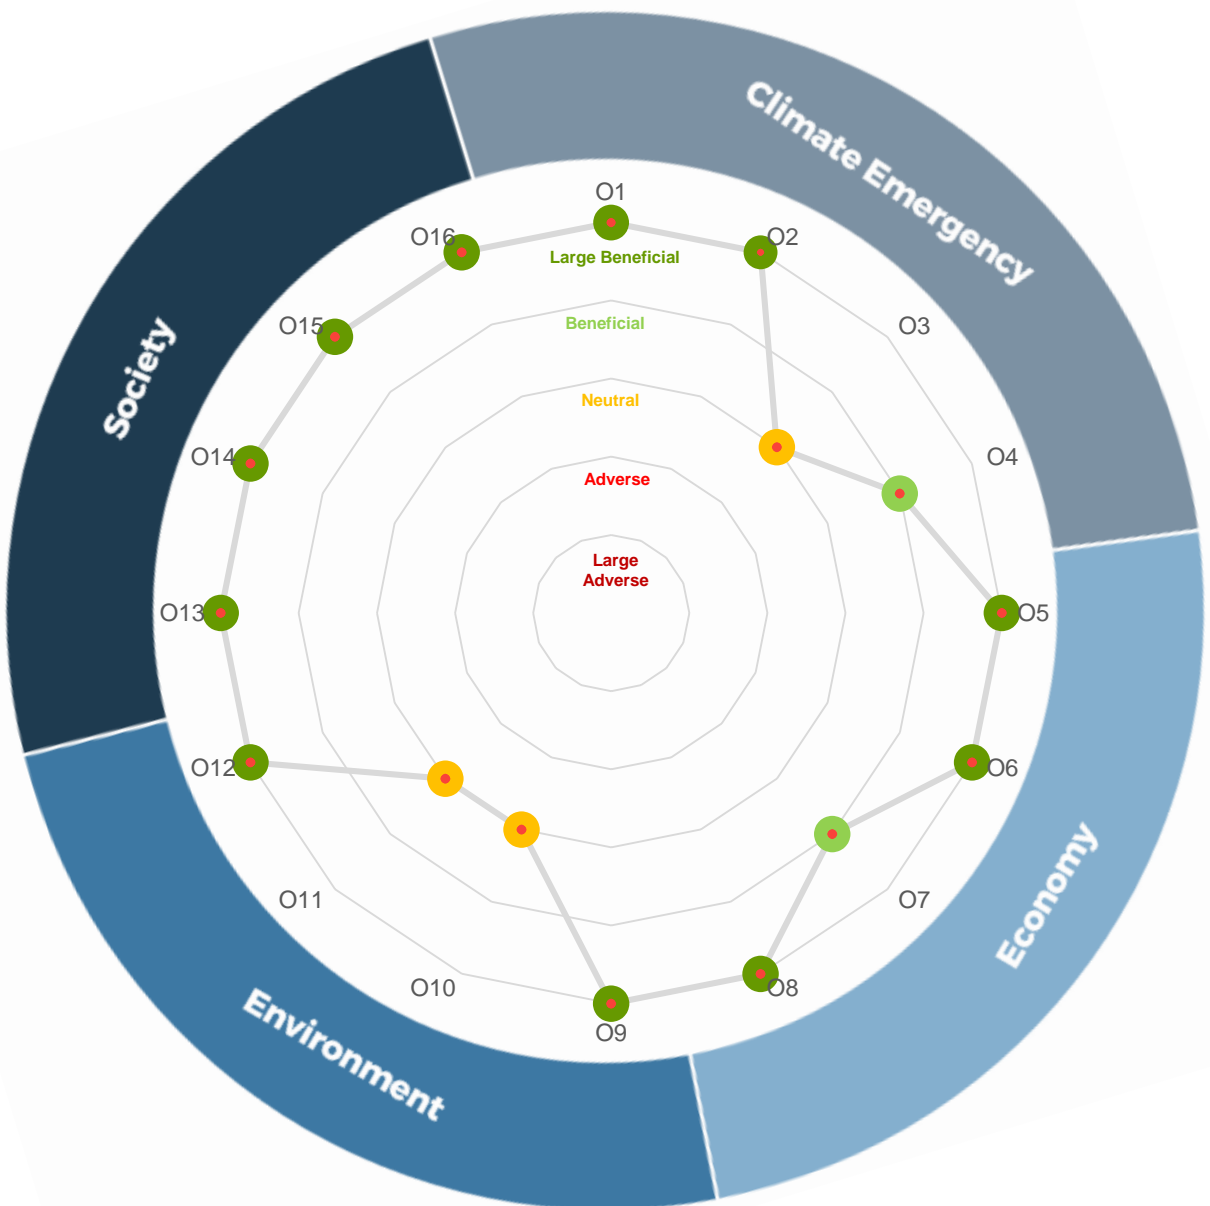 Climate Emergency
Society
O1
O16
O2
Large Beneficial
O15
O3
Beneficial
Neutral
O14
O4
Adverse
Large
Adverse
O13
O5
O12
O6
Economy
O11
O7
O10
O8
Environment
O9